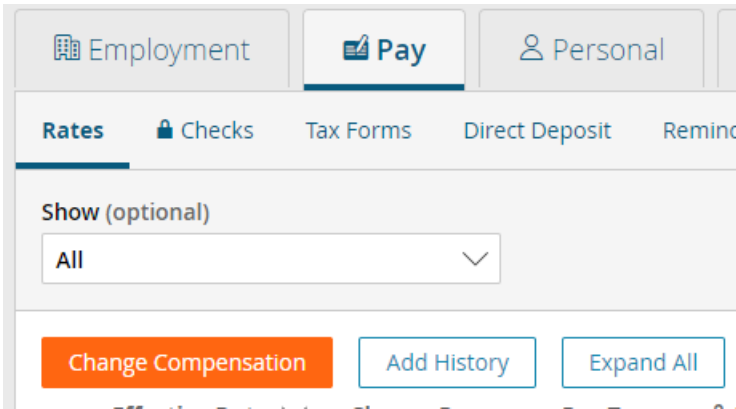 Employment Pay Personal
Rates Checks Tax Forms Direct Deposit
Show (optional)
All
Change Compensation Add History Expand All